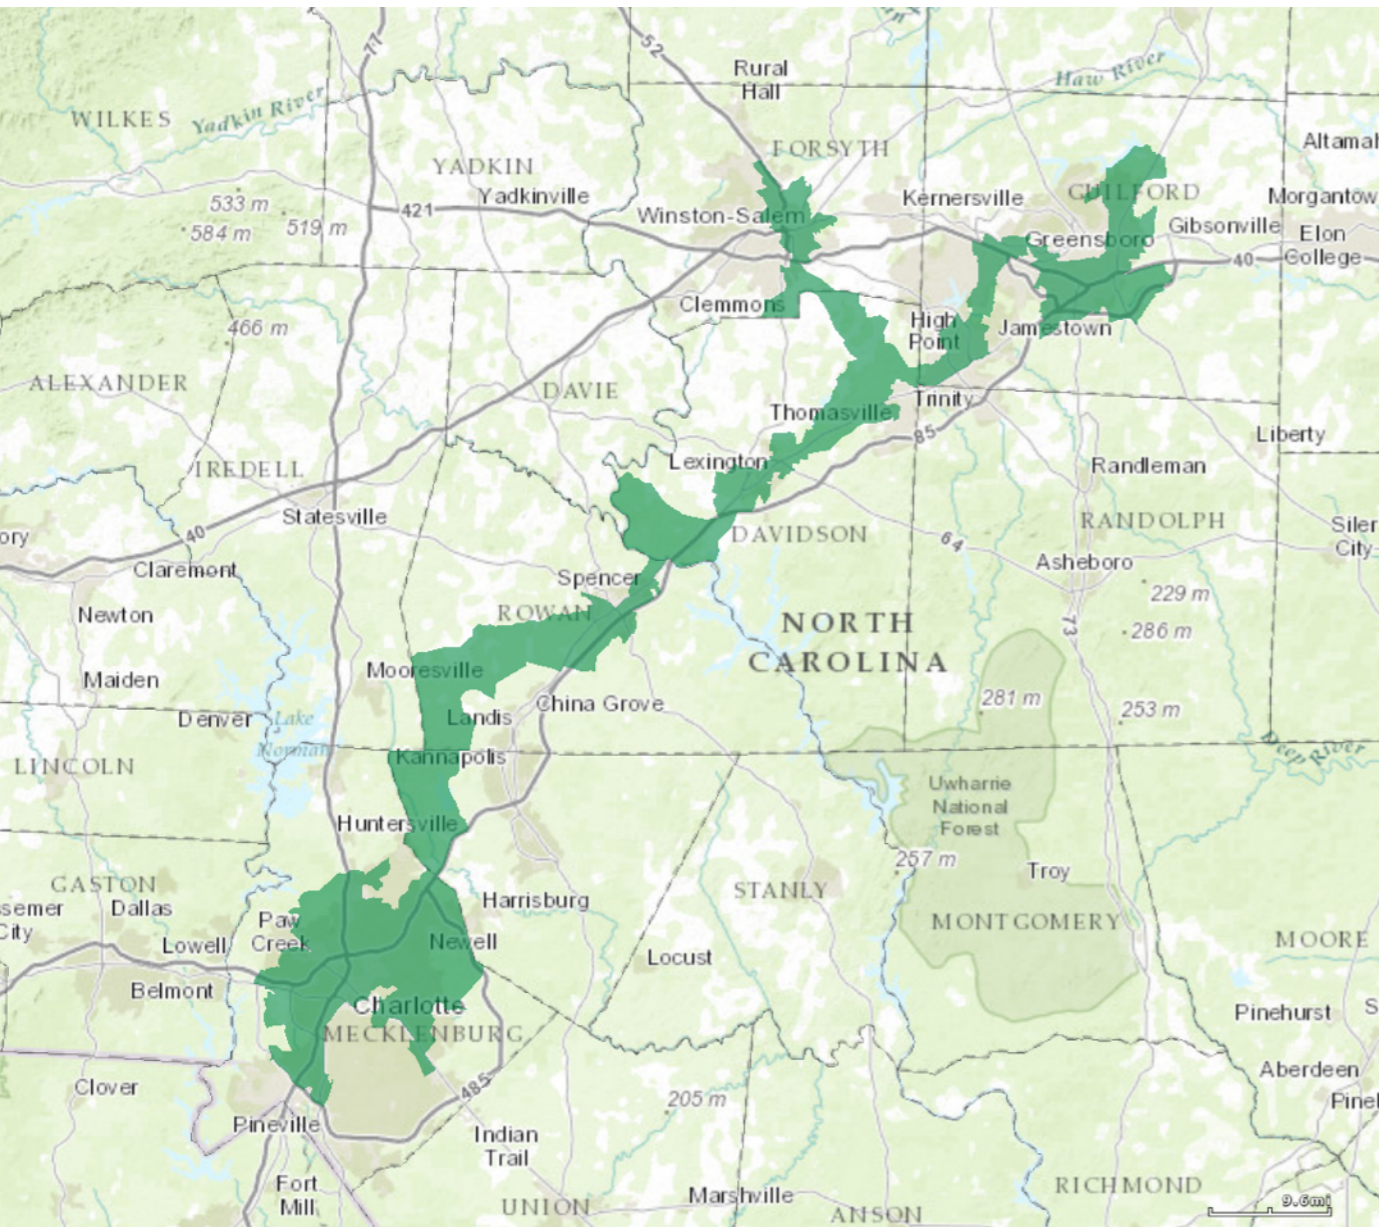 77
52
Rural
Hall
Haw River
WILKES
Yadkin River
Altamah
FORSYTH
YADKIN
Yadkinville
GUILFORD
Kernersville
Morgantow
533 m
421
519 m
Winston-Salem
584 m
Gibsonville
Elon
College
Greensboro
40
Clemmons
466 m
High
Point
Jamestown
ALEXANDER
DAVIE
Trinity
Thomasville
85
Liberty
Lexington
IREDELL
Randleman
Statesville
RANDOLPH
Siler
City
ory
40
DAVIDSON
64
Claremont
Spencer
Asheboro
229 m
Newton
ROWAN
NORTH
CAROLINA
73
286 m
Mooresville
Maiden
281 m
253 m
China Grove
Denver
Lake
Norman
Landis
Deep River
Kannapolis
LINCOLN
Uwharrie
National
Forest
Huntersville
257 m
Troy
GASTON
STANLY
Harrisburg
Dallas
ssemer
City
Paw
Creek
MONTGOMERY
Lowell
Newell
MOORE
Locust
Belmont
Charlotte
Pinehurst
S
MECKLENBURG
Aberdeen
Clover
485
205 m
Pinel
Pineville
Indian
Trail
Fort
Mill
Marshville
RICHMOND
UNION
ANSON
9.6mi